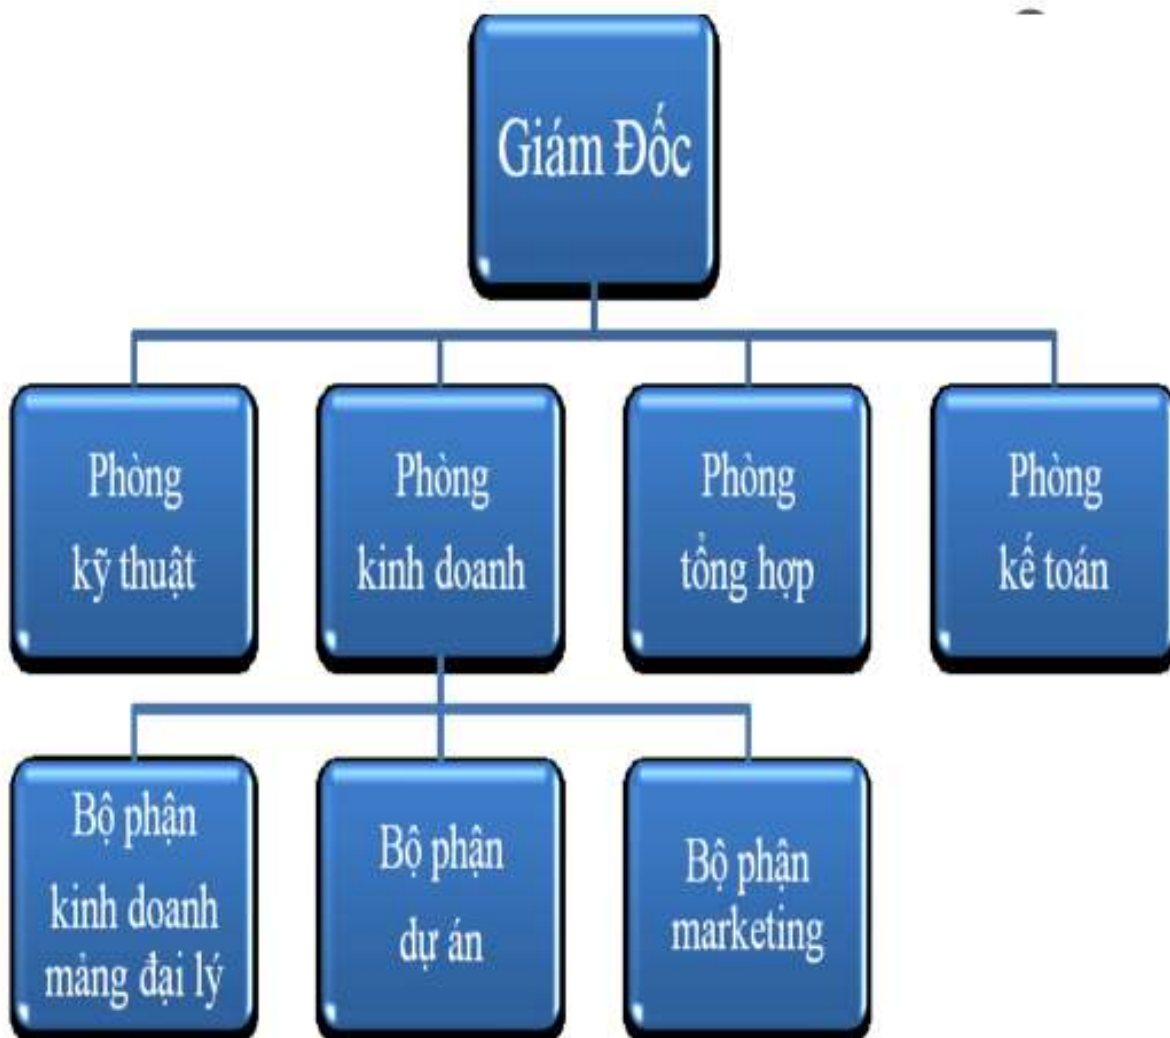 Giám Đốc
Phòng
kỹ thuật
Phòng
kinh doanh
Phòng
tổng hợp
Phòng
kế toán
Bộ phận
kinh doanh
mảng đại lý
Bộ phận
dự án
Bộ phận
marketing